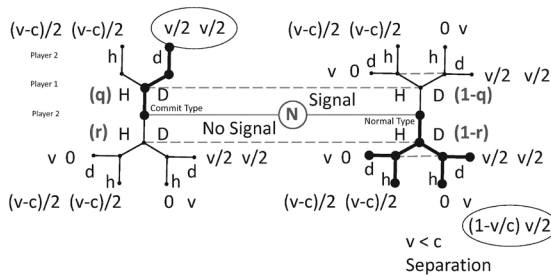 (v-c)/2 (v-c)/2 v/2 v/2 (v-c)/2 (v-c)/2 0 v
Player 2 h d v 0 h h v/2 v/2
d d
Player 1 (q) H D Signal H D (1-q)
Commit Type N
Player 2 (r) H D No Signal Normal Type H D (1-r)
v 0 v/2 v/2 v 0 v/2 v/2
d h h d d h h d
(v-c)/2 (v-c)/2 0 v (v-c)/2 (v-c)/2 0 v
(1-v/c) v/2
v < c
Separation